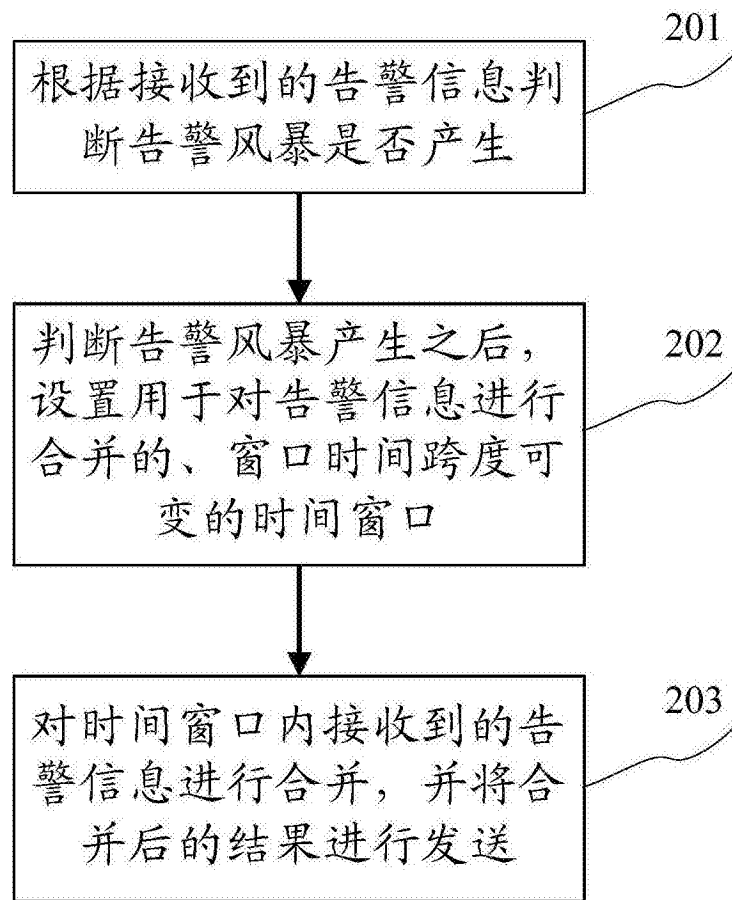 201
根据接收到的告警信息判
断告警风暴是否产生
202
判断告警风暴产生之后，
设置用于对告警信息进行
合并的、窗口时间跨度可
变的时间窗口
203
对时间窗口内接收到的告
警信息进行合并，并将合
并后的结果进行发送